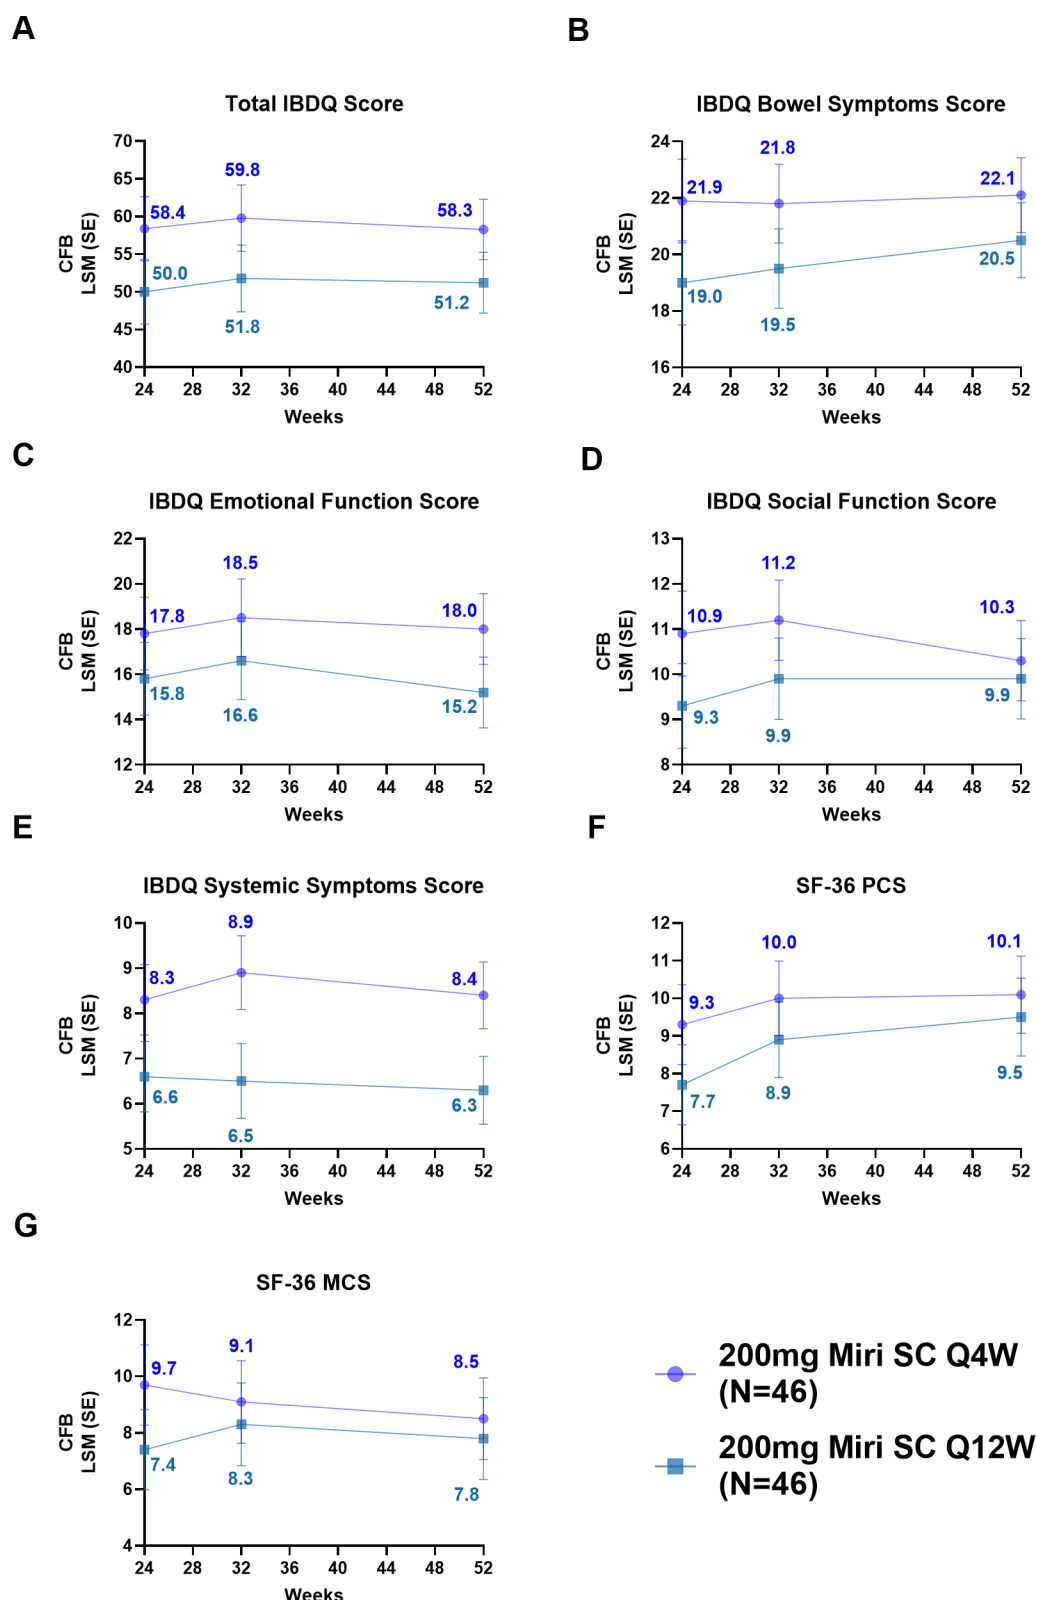 A
Total IBDQ Score
CFB
LSM (SE)
70
65
60
55
50
45
40
58.4
59.8
58.3
50.0
51.8
51.2
24 28 32 36 40 44 48 52
Weeks
B
IBDQ Bowel Symptoms Score
CFB
LSM (SE)
24
22
20
18
16
21.9
21.8
22.1
19.0
19.5
20.5
24 28 32 36 40 44 48 52
Weeks
C
IBDQ Emotional Function Score
CFB
LSM (SE)
22
20
18
16
14
12
17.8
18.5
18.0
15.8
16.6
15.2
24 28 32 36 40 44 48 52
Weeks
D
IBDQ Social Function Score
CFB
LSM (SE)
13
12
11
10
9
8
10.9
11.2
10.3
9.3
9.9
9.9
24 28 32 36 40 44 48 52
Weeks
E
IBDQ Systemic Symptoms Score
CFB
LSM (SE)
10
9
8
7
6
5
8.3
8.9
8.4
6.6
6.5
6.3
24 28 32 36 40 44 48 52
Weeks
F
SF-36 PCS
CFB
LSM (SE)
12
11
10
9
8
7
6
9.3
10.0
10.1
7.7
8.9
9.5
24 28 32 36 40 44 48 52
Weeks
G
SF-36 MCS
CFB
LSM (SE)
12
10
8
6
4
9.7
9.1
8.5
7.4
8.3
7.8
24 28 32 36 40 44 48 52
Weeks
200mg Miri SC Q4W
(N=46)
200mg Miri SC Q12W
(N=46)